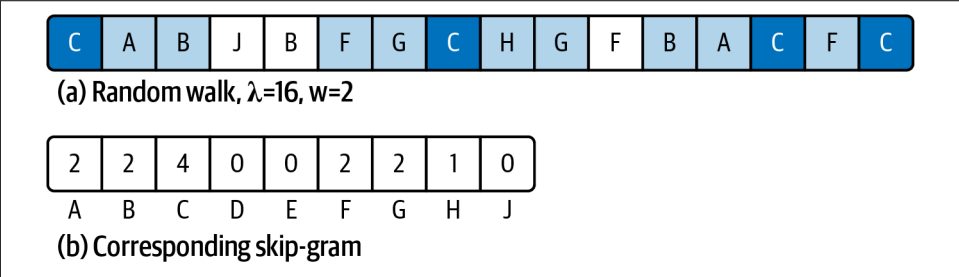 C A B J B F G C H G F B A C F C
(a) Random walk, λ=16, w=2
2 2 4 0 0 2 2 1 0
A B C D E F G H J
(b) Corresponding skip-gram